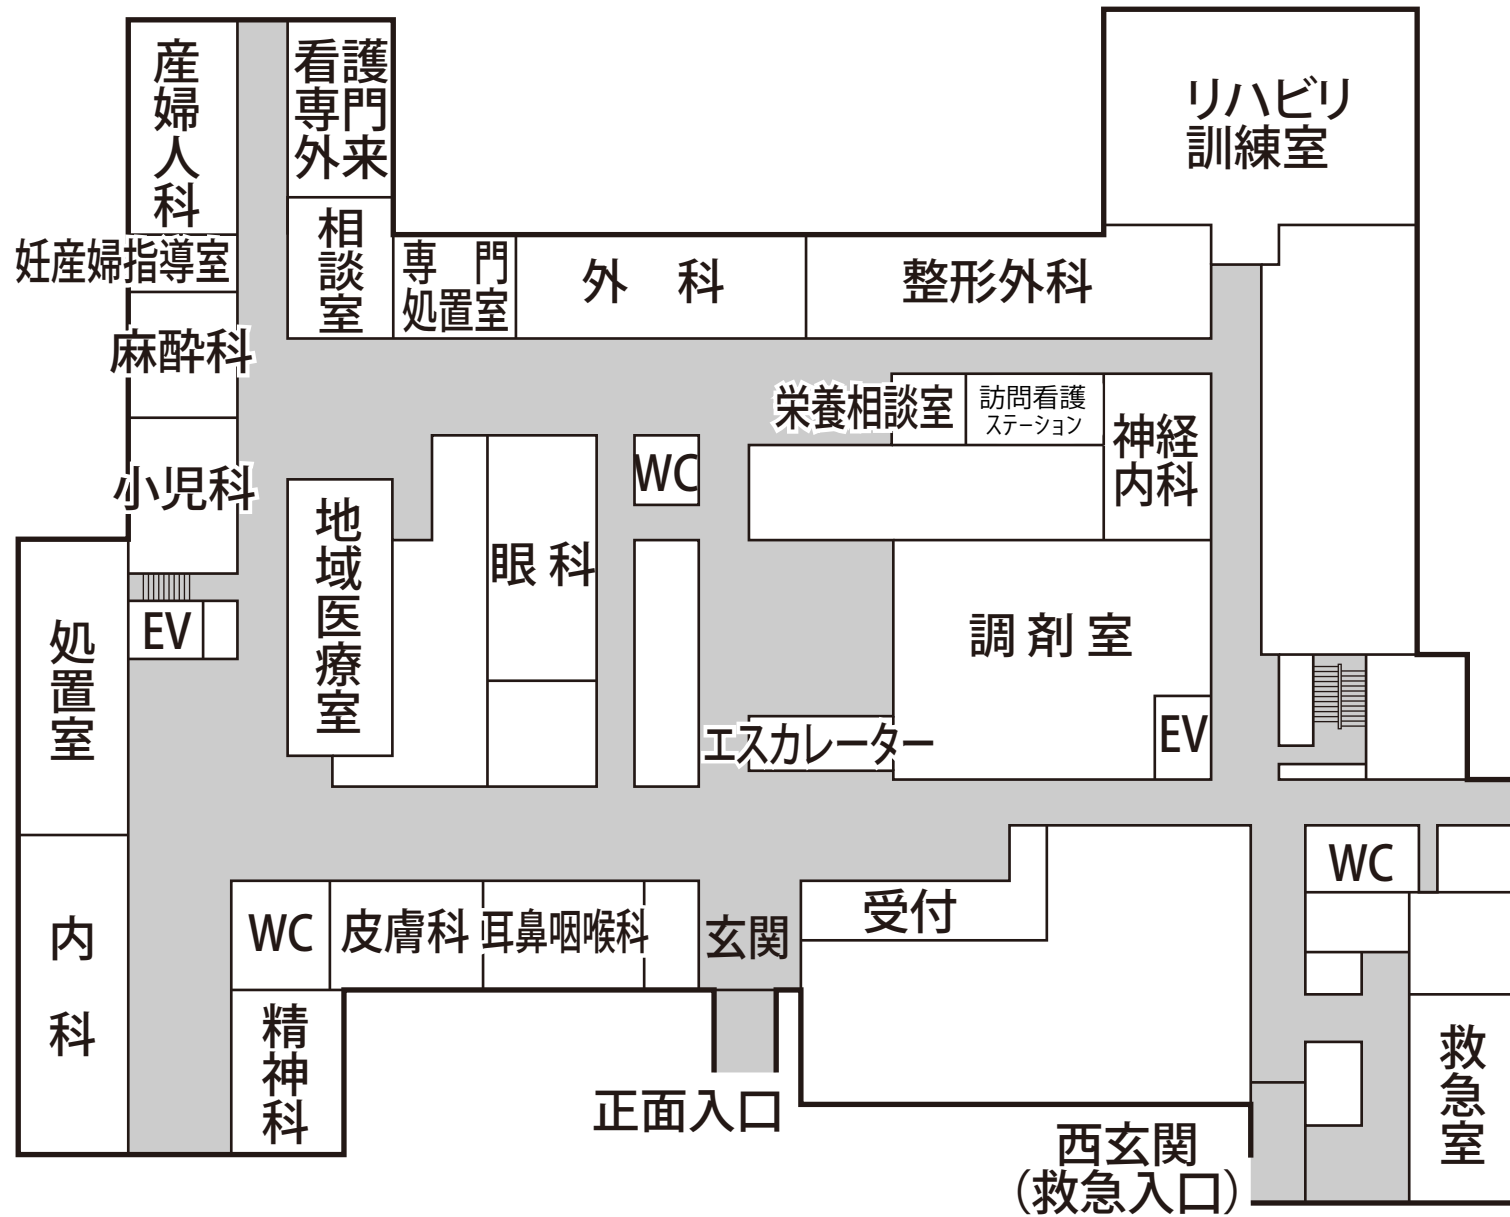 産婦人科
看護
専門
外来
リハビリ
訓練室
相談室
妊産婦指導室
専門
処置室
外科
整形外科
麻酔科
栄養相談室
訪問看護
ステーション
神経
内科
小児科
WC
地域医療室
眼科
処置室
EV
調剤室
エスカレーター
EV
WC
内科
WC
皮膚科
耳鼻咽喉科
玄関
受付
精神科
正面入口
救急室
西玄関
（救急入口）